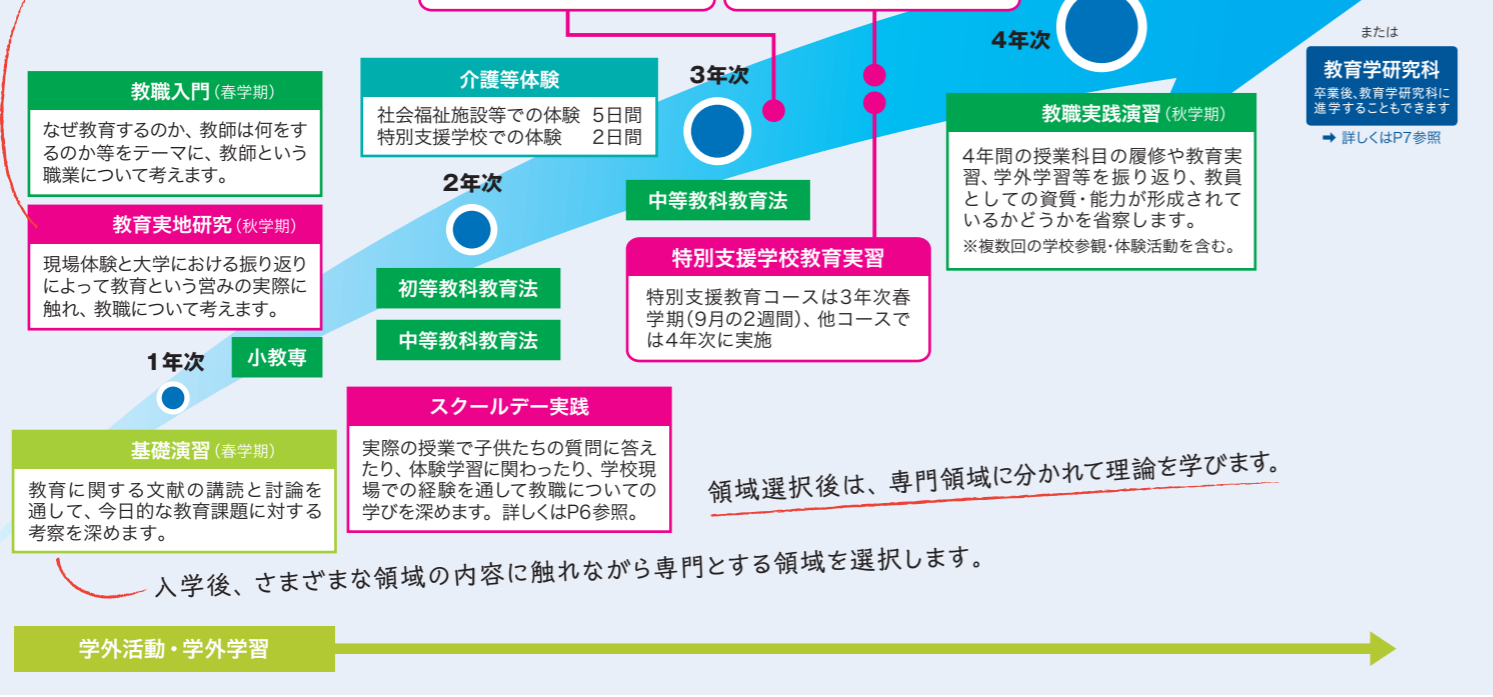 4年次
または
教育学研究科
卒業後、教育学研究科に
進学することもできます
➡ 詳しくはP7参照
教職入門(春学期)
なぜ教育するのか、教師は何をす
るのか等をテーマに、教師という
職業について考えます。
教育実地研究(秋学期)
現場体験と大学における振り返り
によって教育という営みの実際に
触れ、教職について考えます。
1年次
小教専
基礎演習(春学期)
教育に関する文献の講読と討論を
通して、今日的な教育課題に対する
考察を深めます。
介護等体験
社会福祉施設等での体験 5日間
特別支援学校での体験 2日間
2年次
初等教科教育法
中等教科教育法
スクールデー実践
実際の授業で子供たちの質問に答え
たり、体験学習に関わったり、学校現
場での経験を通して教職についての
学びを深めます。詳しくはP6参照。
3年次
中等教科教育法
特別支援学校教育実習
特別支援教育コースは3年次春
学期(9月の2週間)、他コースで
は4年次に実施
教職実践演習(秋学期)
4年間の授業科目の履修や教育実
習、学外学習等を振り返り、教員
としての資質・能力が形成されて
いるかどうかを省察します。
※複数回の学校参観・体験活動を含む。
領域選択後は、専門領域に分かれて理論を学びます。
入学後、さまざまな領域の内容に触れながら専門とする領域を選択します。
学外活動・学外学習